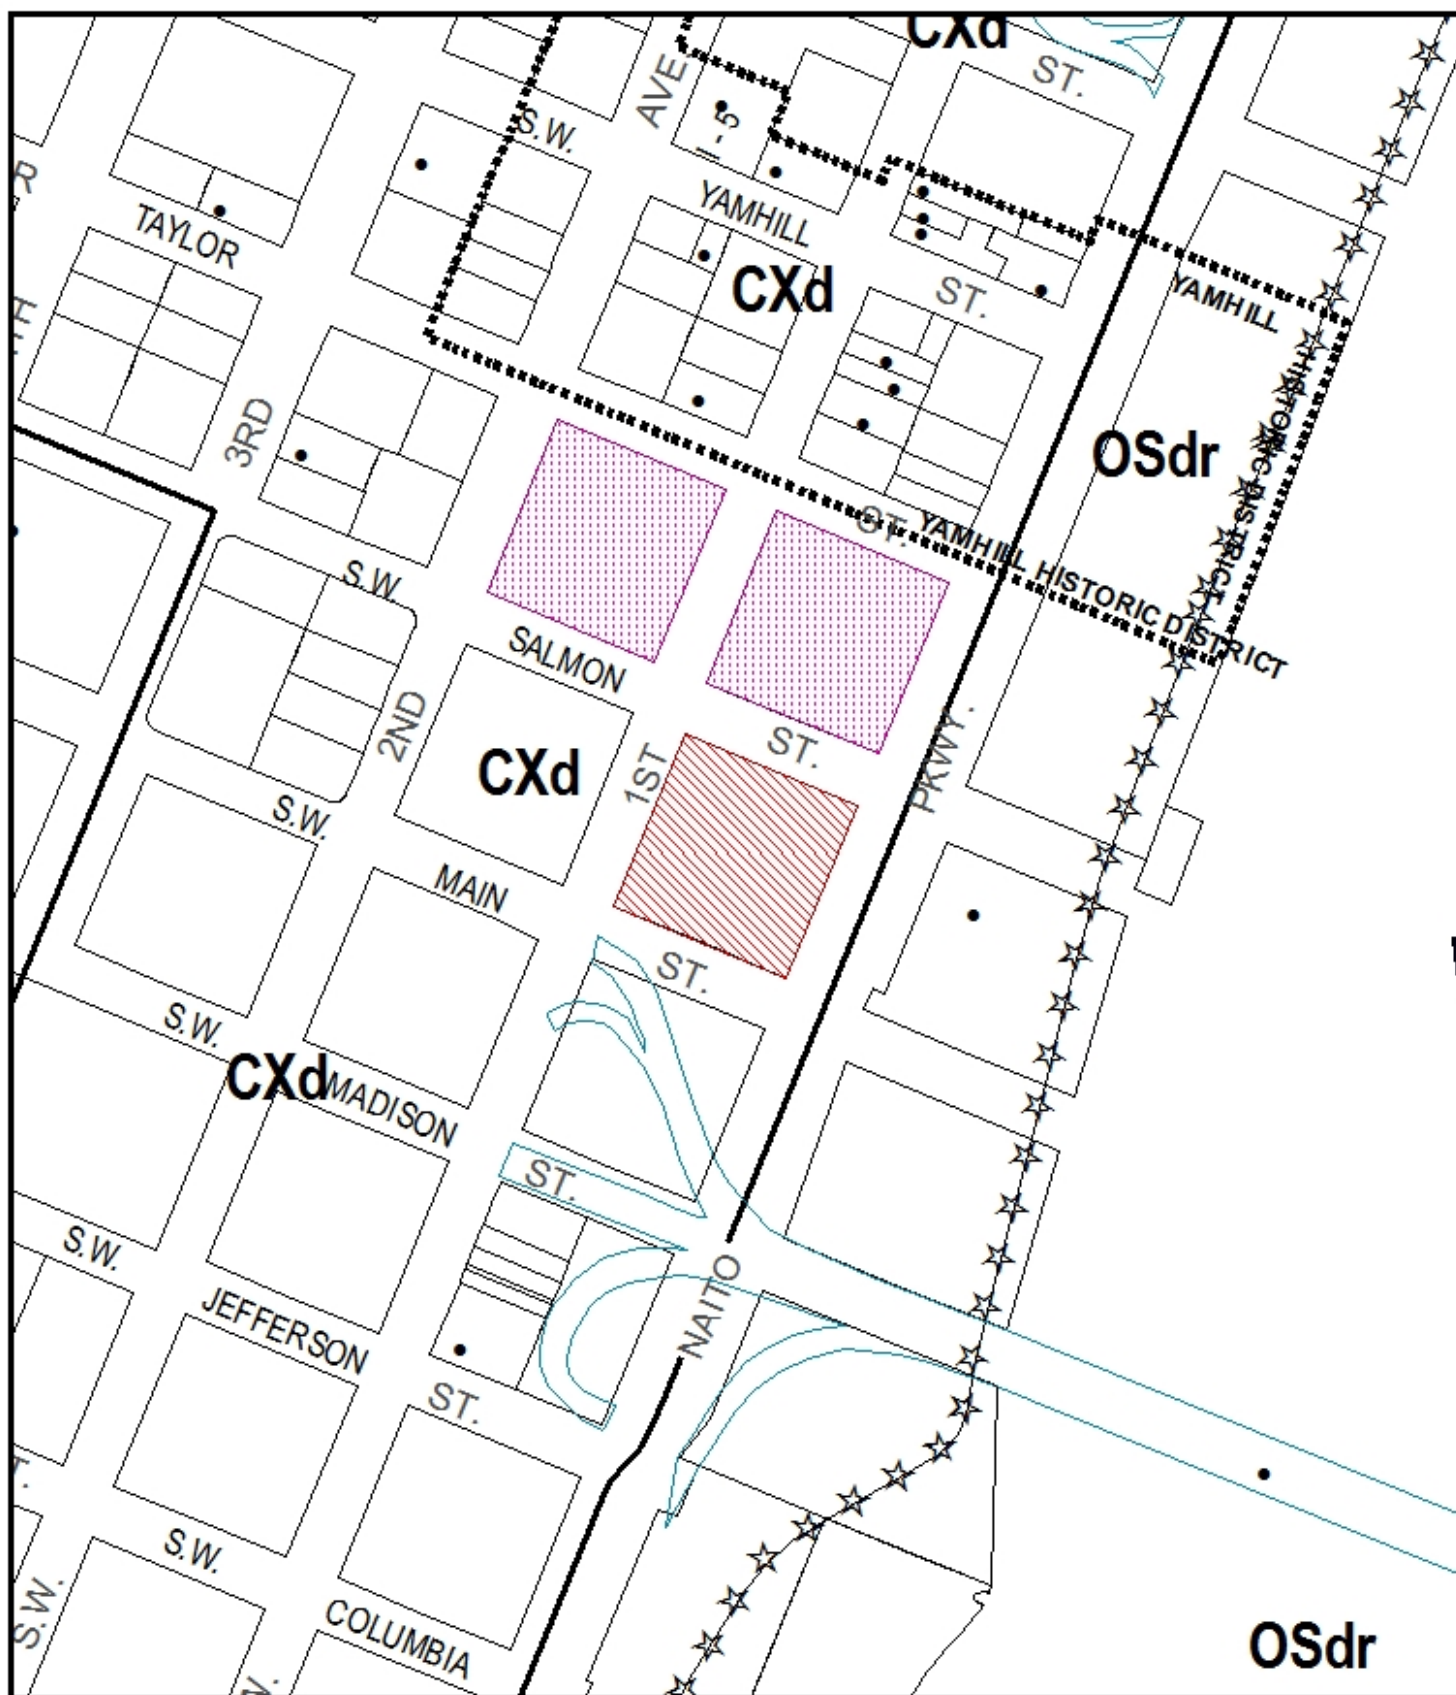 CXd
ST.
AVE
S.W.
I - 5
R
TAYLOR
YAMHILL
CXd
ST.
YAMHILL
HISTORIC DISTRICT
3RD
OSdr
ST.
YAMHILL HISTORIC DISTRICT
S.W.
SALMON
2ND
ST.
PKWY.
CXd
1ST
S.W.
MAIN
ST.
S.W.
CXd
MADISON
ST.
S.W.
NAITO
JEFFERSON
ST.
T.
S.W.
S.W.
COLUMBIA
OSdr
W.